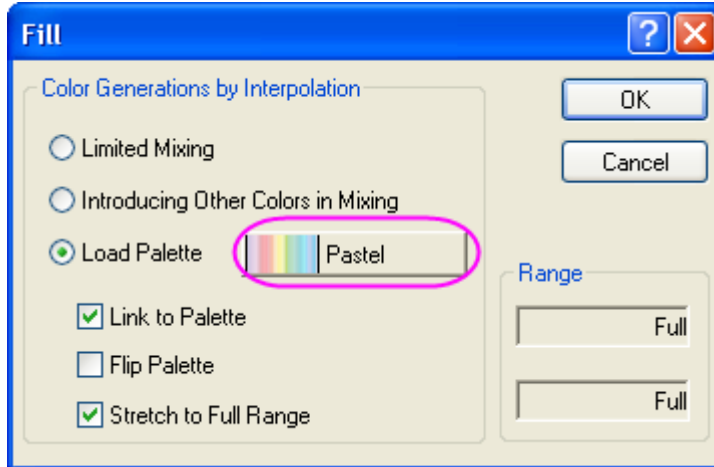 Fill
Color Generations by Interpolation
OK
Limited Mixing
Cancel
Introducing Other Colors in Mixing
Load Palette Pastel
Range
Link to Palette
Full
Flip Palette
Stretch to Full Range
Full